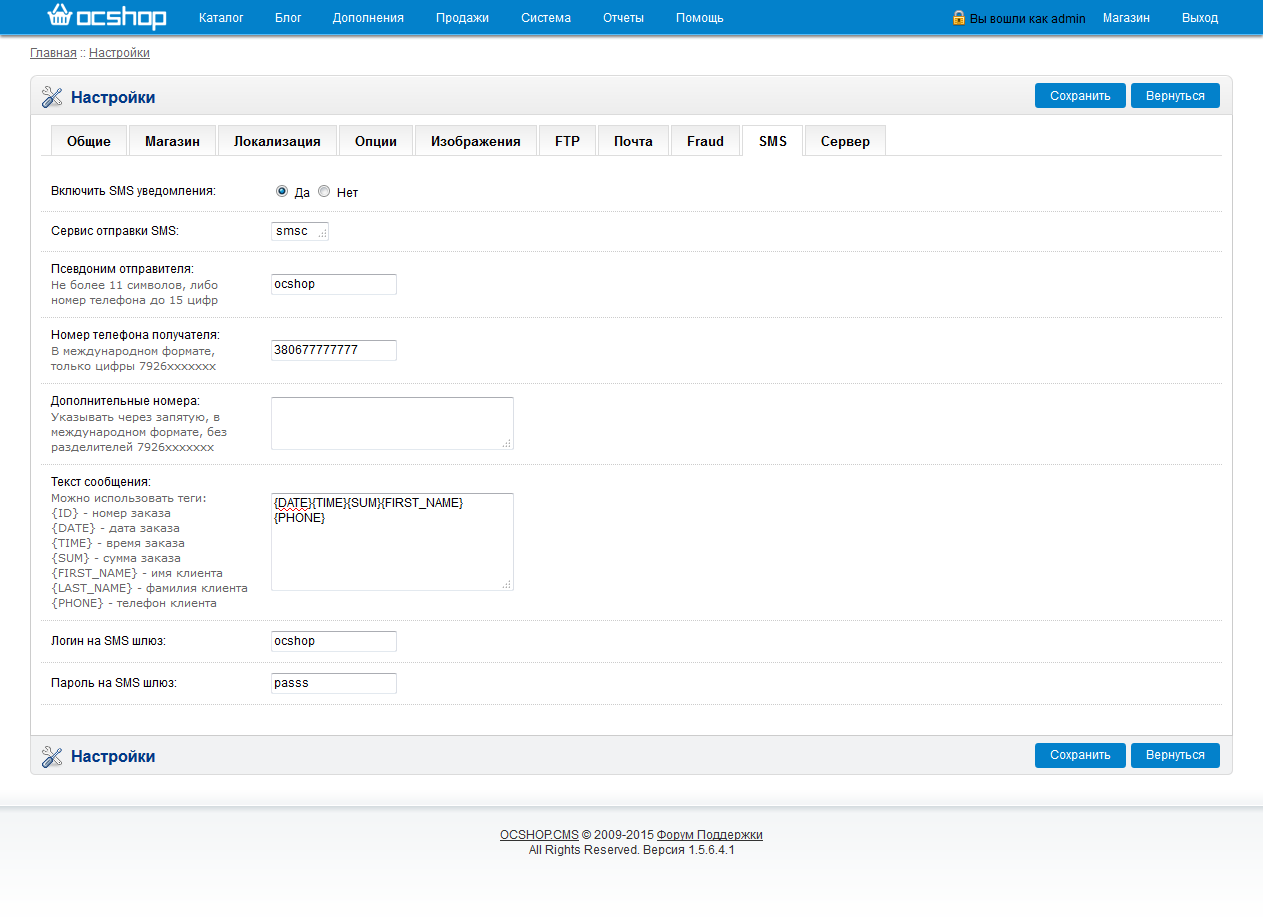 ocshop Каталог Блог Дополнения Продажи Система Отчеты Помощь Вы вошли как admin Магазин Выход
Главная :: Настройки
Настройки Сохранить Вернуться
Общие Магазин Локализация Опции Изображения FTP Почта Fraud SMS Сервер
Включить SMS уведомления: Да Нет
Сервис отправки SMS: smsc
Псевдоним отправителя:
Не более 11 символов, либо
номер телефона до 15 цифр
ocshop
Номер телефона получателя:
В международном формате,
только цифры 7926xxxxxxx
380677777777
Дополнительные номера:
Указывать через запятую, в
международном формате, без
разделителей 7926xxxxxxx
Текст сообщения:
Можно использовать теги:
{ID} - номер заказа
{DATE} - дата заказа
{TIME} - время заказа
{SUM} - сумма заказа
{FIRST_NAME} - имя клиента
{LAST_NAME} - фамилия клиента
{PHONE} - телефон клиента
{DATE}{TIME}{SUM}{FIRST_NAME}
{PHONE}
Логин на SMS шлюз: ocshop
Пароль на SMS шлюз: passs
Настройки Сохранить Вернуться
OCSHOP.CMS © 2009-2015 Форум Поддержки
All Rights Reserved. Версия 1.5.6.4.1